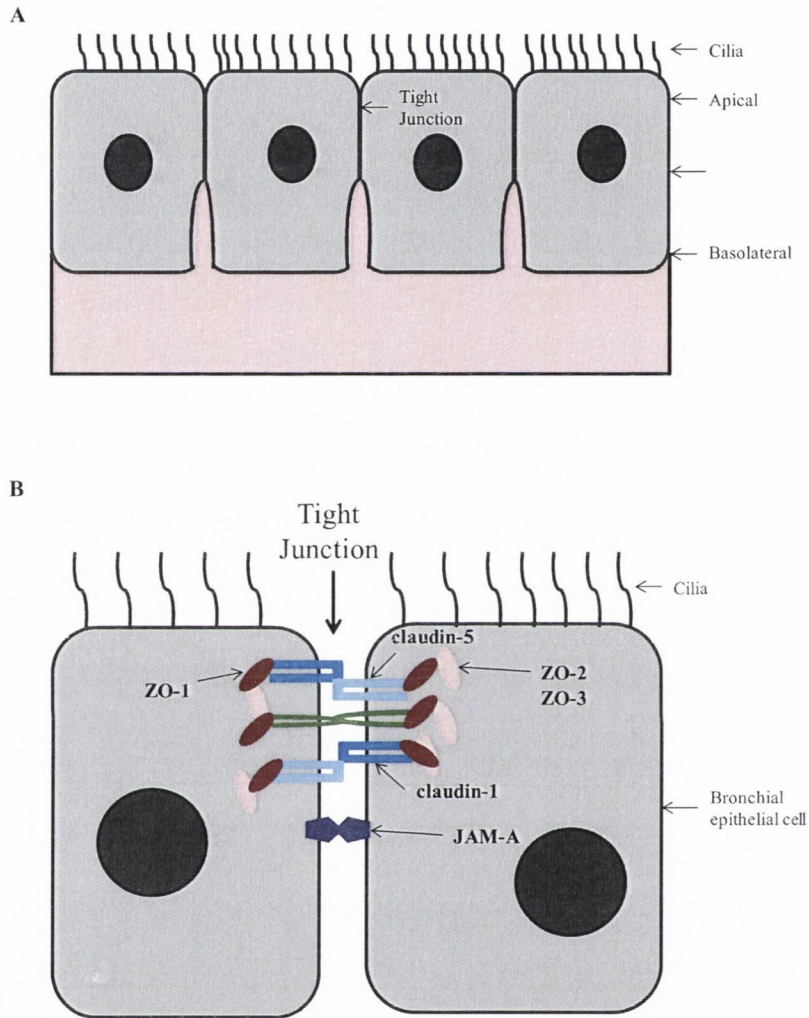 A
Cilia
Tight
Junction
Apical
Basolateral
B
Tight
Junction
Cilia
claudin-5
ZO-1
ZO-2
ZO-3
claudin-1
Bronchial
epithelial cell
JAM-A